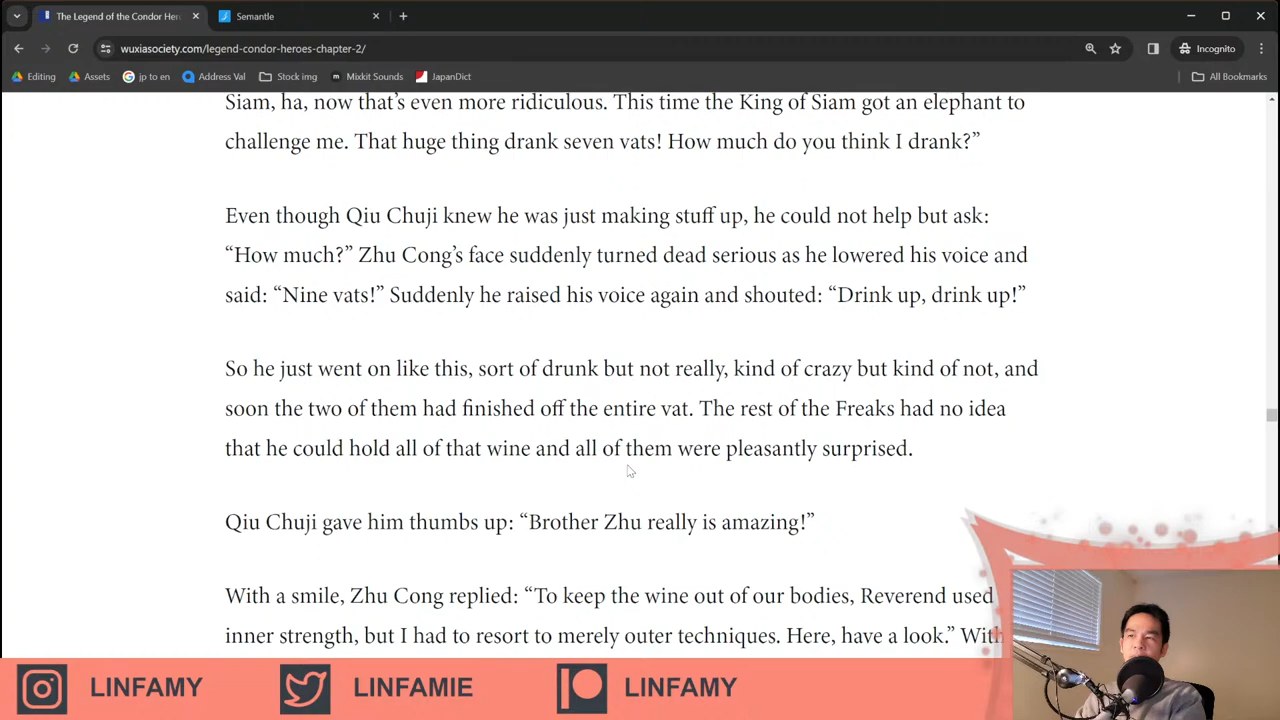 The Legend of the Condor Her
Semantle
wuxiasociety.com/legend-condor-heroes-chapter-2/
Incognito
Editing
Assets
jp to en
Address Val
Stock img
Mixkit Sounds
JapanDict
All Bookmarks
Siam, ha, now that’s even more ridiculous. This time the King of Siam got an elephant to
challenge me. That huge thing drank seven vats! How much do you think I drank?”
Even though Qiu Chuji knew he was just making stuff up, he could not help but ask:
“How much?” Zhu Cong’s face suddenly turned dead serious as he lowered his voice and
said: “Nine vats!” Suddenly he raised his voice again and shouted: “Drink up, drink up!”
So he just went on like this, sort of drunk but not really, kind of crazy but kind of not, and
soon the two of them had finished off the entire vat. The rest of the Freaks had no idea
that he could hold all of that wine and all of them were pleasantly surprised.
Qiu Chuji gave him thumbs up: “Brother Zhu really is amazing!”
With a smile, Zhu Cong replied: “To keep the wine out of our bodies, Reverend used
inner strength, but I had to resort to merely outer techniques. Here, have a look.” With
LINFAMY
LINFAMIE
LINFAMY